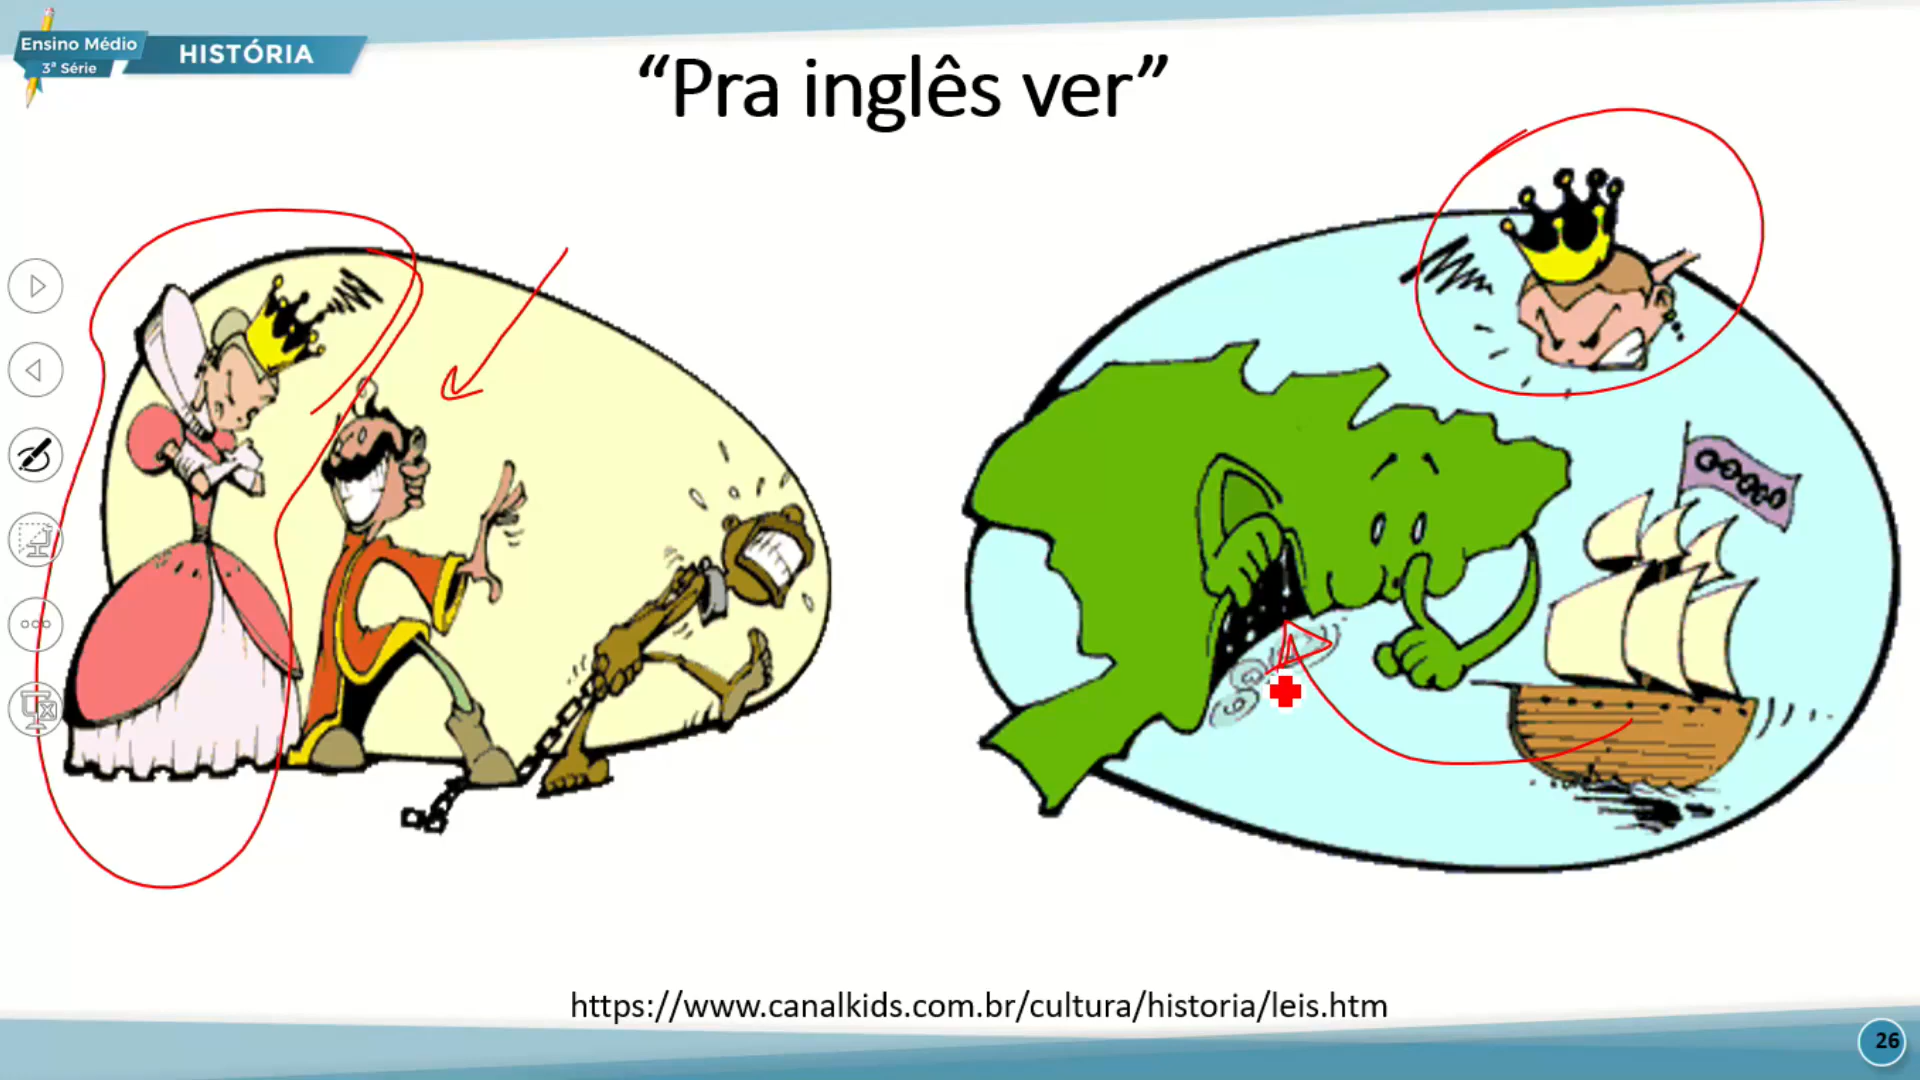 Ensino Médio
3ª Série
HISTÓRIA
“Pra inglês ver”
https://www.canalkids.com.br/cultura/historia/leis.htm
26